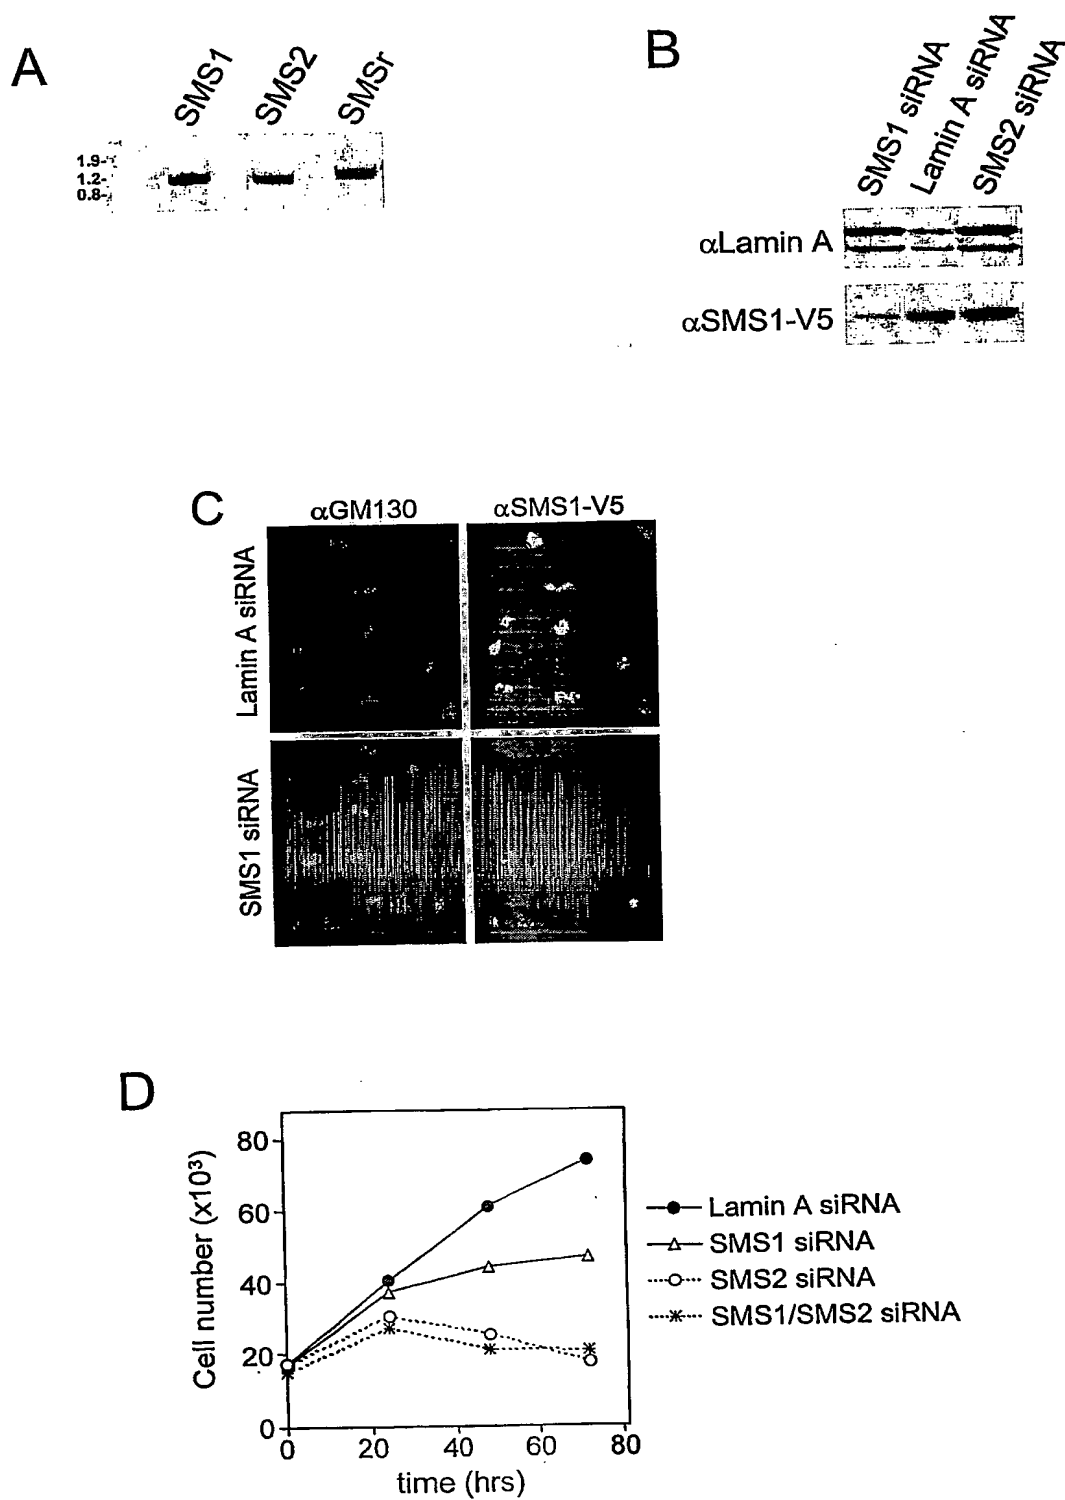 A
SMS1
SMS2
SMSr
1.9-
1.2-
0.8-
B
SMS1 siRNA
Lamin A siRNA
SMS2 siRNA
αLamin A
αSMS1-V5
C
αGM130
αSMS1-V5
Lamin A siRNA
SMS1 siRNA
D
Cell number (x10³)
80
60
40
20
0
0 20 40 60 80
time (hrs)
Lamin A siRNA
SMS1 siRNA
SMS2 siRNA
SMS1/SMS2 siRNA